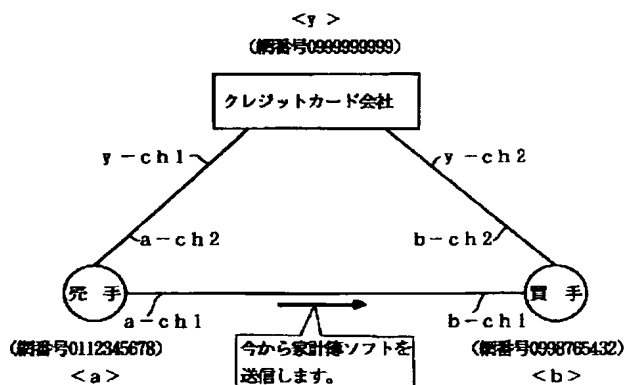 <y>
(網番号0999999999)
クレジットカード会社
y-ch1
y-ch2
a-ch2
b-ch2
売手
買手
a-ch1
b-ch1
(網番号0112345678)
今から家計簿ソフトを
送信します。
(網番号0998765432)
<a>
<b>